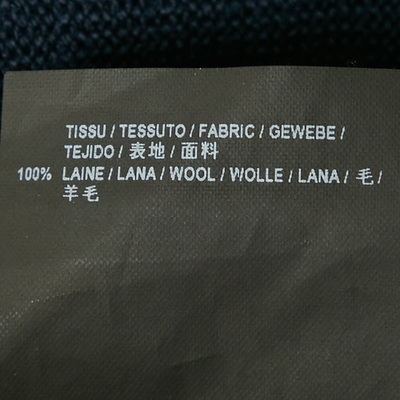 TISSU / TESSUTO / FABRIC / GEWEBE /
TEJIDO / 表地 / 面料
100% LAINE / LANA / WOOL / WOLLE / LANA / 毛 /
羊毛